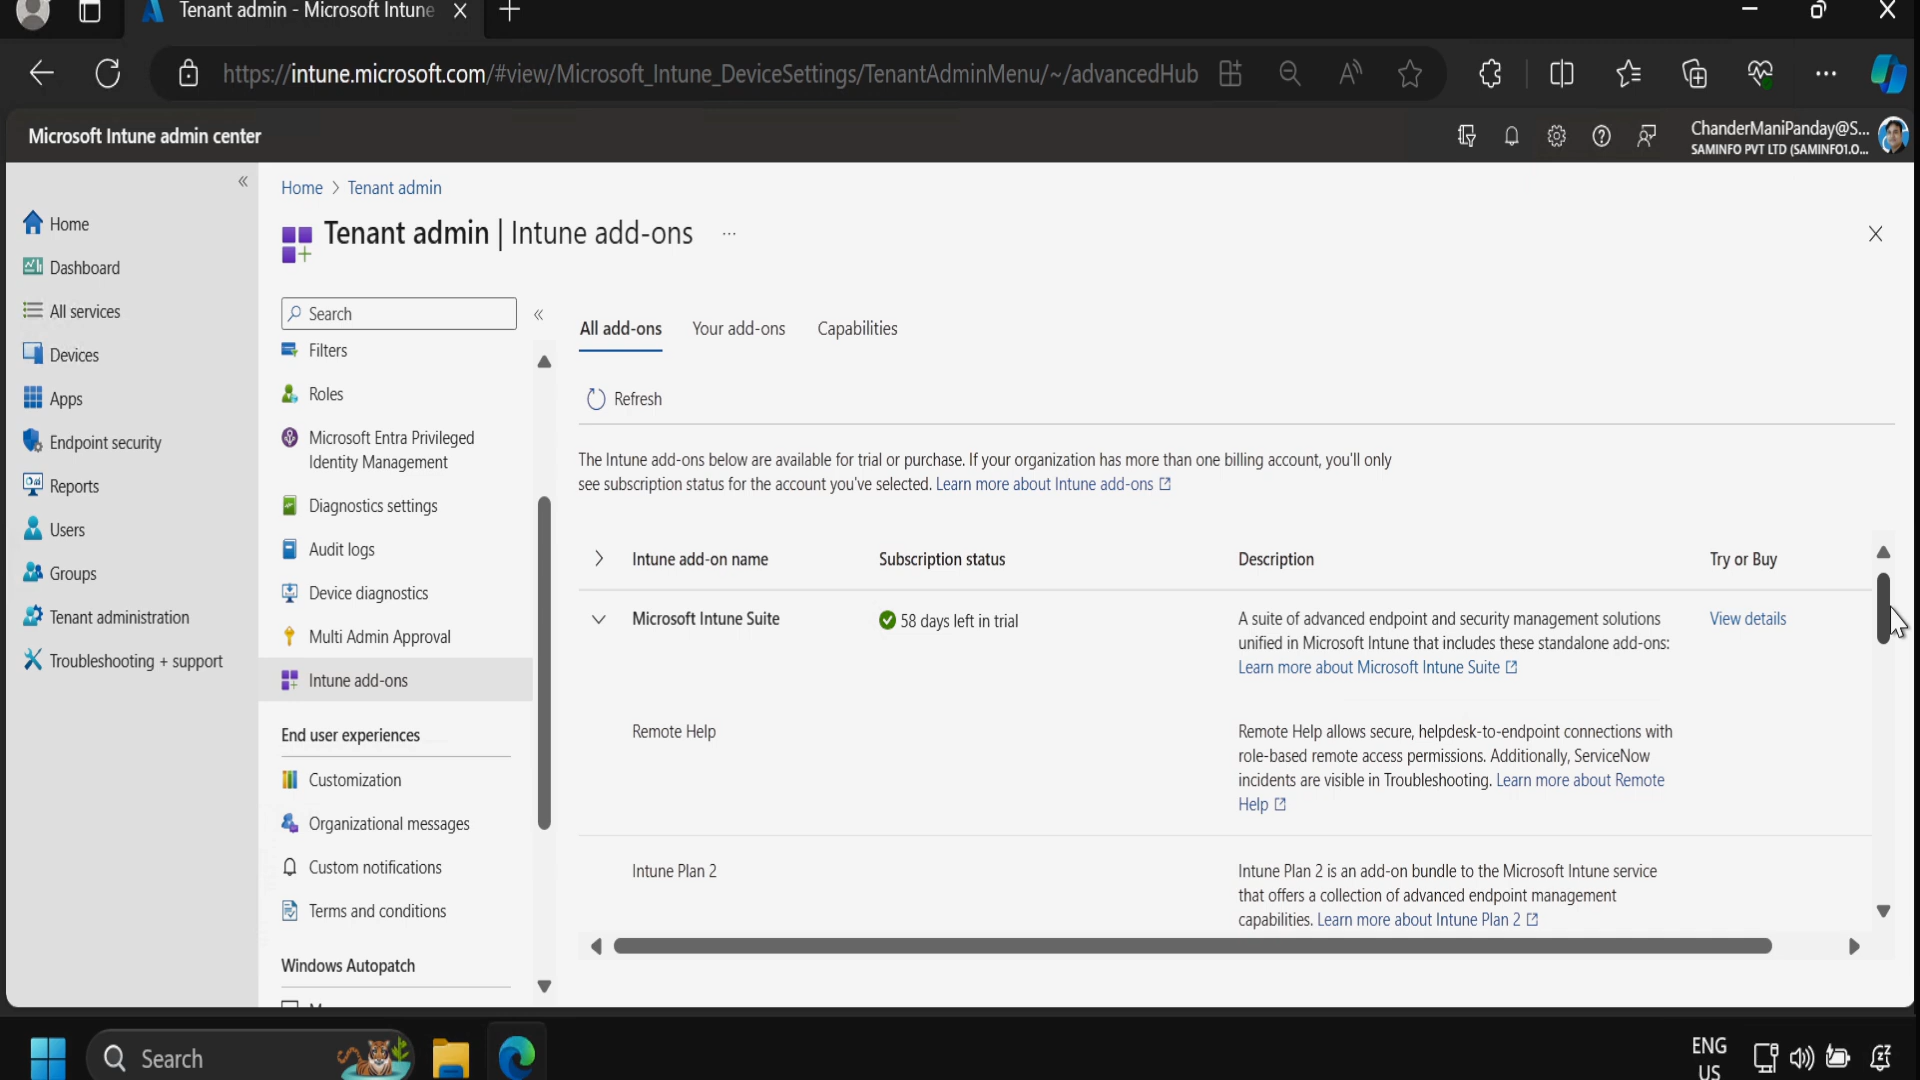 Tenant admin - Microsoft Intune
https://intune.microsoft.com/#view/Microsoft_Intune_DeviceSettings/TenantAdminMenu/~/advancedHub
Microsoft Intune admin center
ChanderManiPanday@S...
SAMINFO PVT LTD (SAMINFO1.O...
Home
Dashboard
All services
Devices
Apps
Endpoint security
Reports
Users
Groups
Tenant administration
Troubleshooting + support
Home > Tenant admin
Tenant admin | Intune add-ons ...
Search
Filters
Roles
Microsoft Entra Privileged
Identity Management
Diagnostics settings
Audit logs
Device diagnostics
Multi Admin Approval
Intune add-ons
End user experiences
Customization
Organizational messages
Custom notifications
Terms and conditions
Windows Autopatch
All add-ons Your add-ons Capabilities
Refresh
The Intune add-ons below are available for trial or purchase. If your organization has more than one billing account, you'll only
see subscription status for the account you've selected. Learn more about Intune add-ons
Intune add-on name Subscription status Description Try or Buy
Microsoft Intune Suite 58 days left in trial A suite of advanced endpoint and security management solutions View details
unified in Microsoft Intune that includes these standalone add-ons:
Learn more about Microsoft Intune Suite
Remote Help Remote Help allows secure, helpdesk-to-endpoint connections with
role-based remote access permissions. Additionally, ServiceNow
incidents are visible in Troubleshooting. Learn more about Remote
Help
Intune Plan 2 Intune Plan 2 is an add-on bundle to the Microsoft Intune service
that offers a collection of advanced endpoint management
capabilities. Learn more about Intune Plan 2
Search
ENG
US